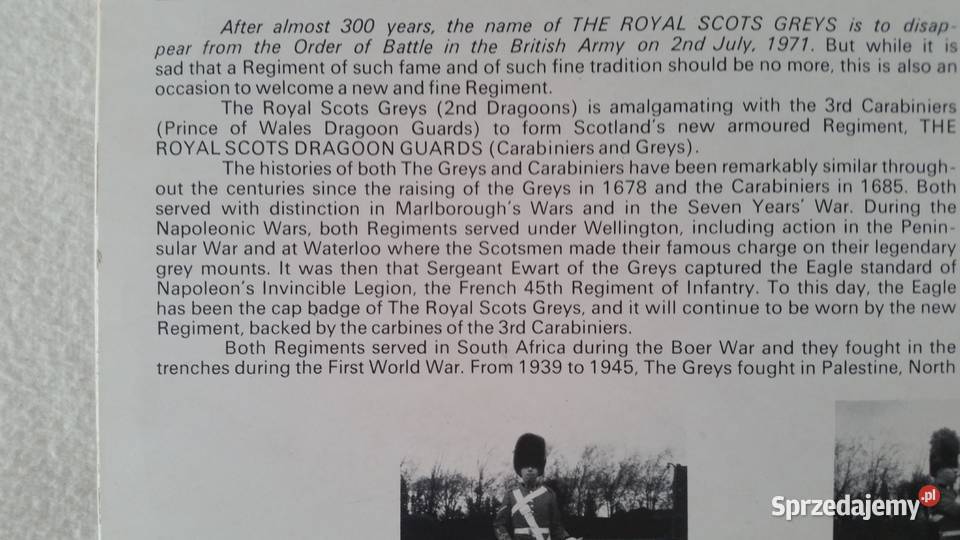 After almost 300 years, the name of THE ROYAL SCOTS GREYS is to disap-
pear from the Order of Battle in the British Army on 2nd July, 1971. But while it is
sad that a Regiment of such fame and of such fine tradition should be no more, this is also an
occasion to welcome a new and fine Regiment.
The Royal Scots Greys (2nd Dragoons) is amalgamating with the 3rd Carabiniers
(Prince of Wales Dragoon Guards) to form Scotland's new armoured Regiment, THE
ROYAL SCOTS DRAGOON GUARDS (Carabiniers and Greys).
The histories of both The Greys and Carabiniers have been remarkably similar through-
out the centuries since the raising of the Greys in 1678 and the Carabiniers in 1685. Both
served with distinction in Marlborough's Wars and in the Seven Years' War. During the
Napoleonic Wars, both Regiments served under Wellington, including action in the Penin-
sular War and at Waterloo where the Scotsmen made their famous charge on their legendary
grey mounts. It was then that Sergeant Ewart of the Greys captured the Eagle standard of
Napoleon's Invincible Legion, the French 45th Regiment of Infantry. To this day, the Eagle
has been the cap badge of The Royal Scots Greys, and it will continue to be worn by the new
Regiment, backed by the carbines of the 3rd Carabiniers.
Both Regiments served in South Africa during the Boer War and they fought in the
trenches during the First World War. From 1939 to 1945, The Greys fought in Palestine, North
Sprzedajemy.pl